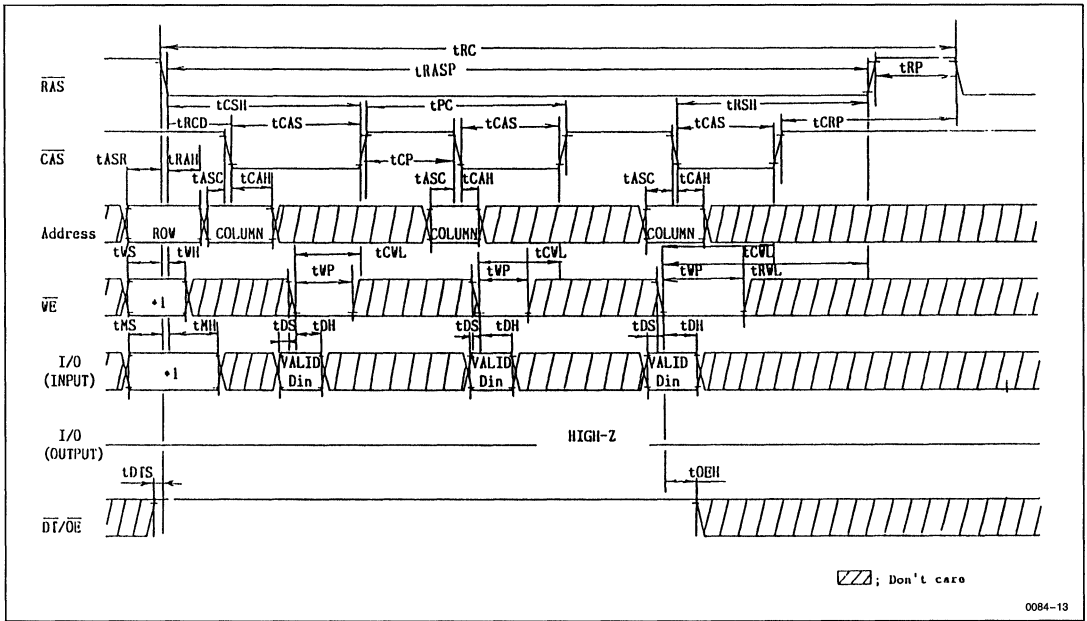 tRC
tRASP
tRP
RAS
tCSH
tPC
tRSH
tRCD
tCAS
tCAS
tCAS
tCRP
CAS
tASR
tRAH
tCP
tASC
tCAH
tASC
tCAH
tASC
tCAH
Address
ROW
COLUMN
COLUMN
COLUMN
tWS
tWH
tCWL
tCWL
tCWL
tWP
tWP
tWP
tRWL
WE
*1
tMS
tMH
tDS
tDH
tDS
tDH
tDS
tDH
I/O
(INPUT)
*1
VALID
Din
VALID
Din
VALID
Din
I/O
(OUTPUT)
HIGH-Z
tDTS
tOEH
DT/OE
; Don't care
0084–13